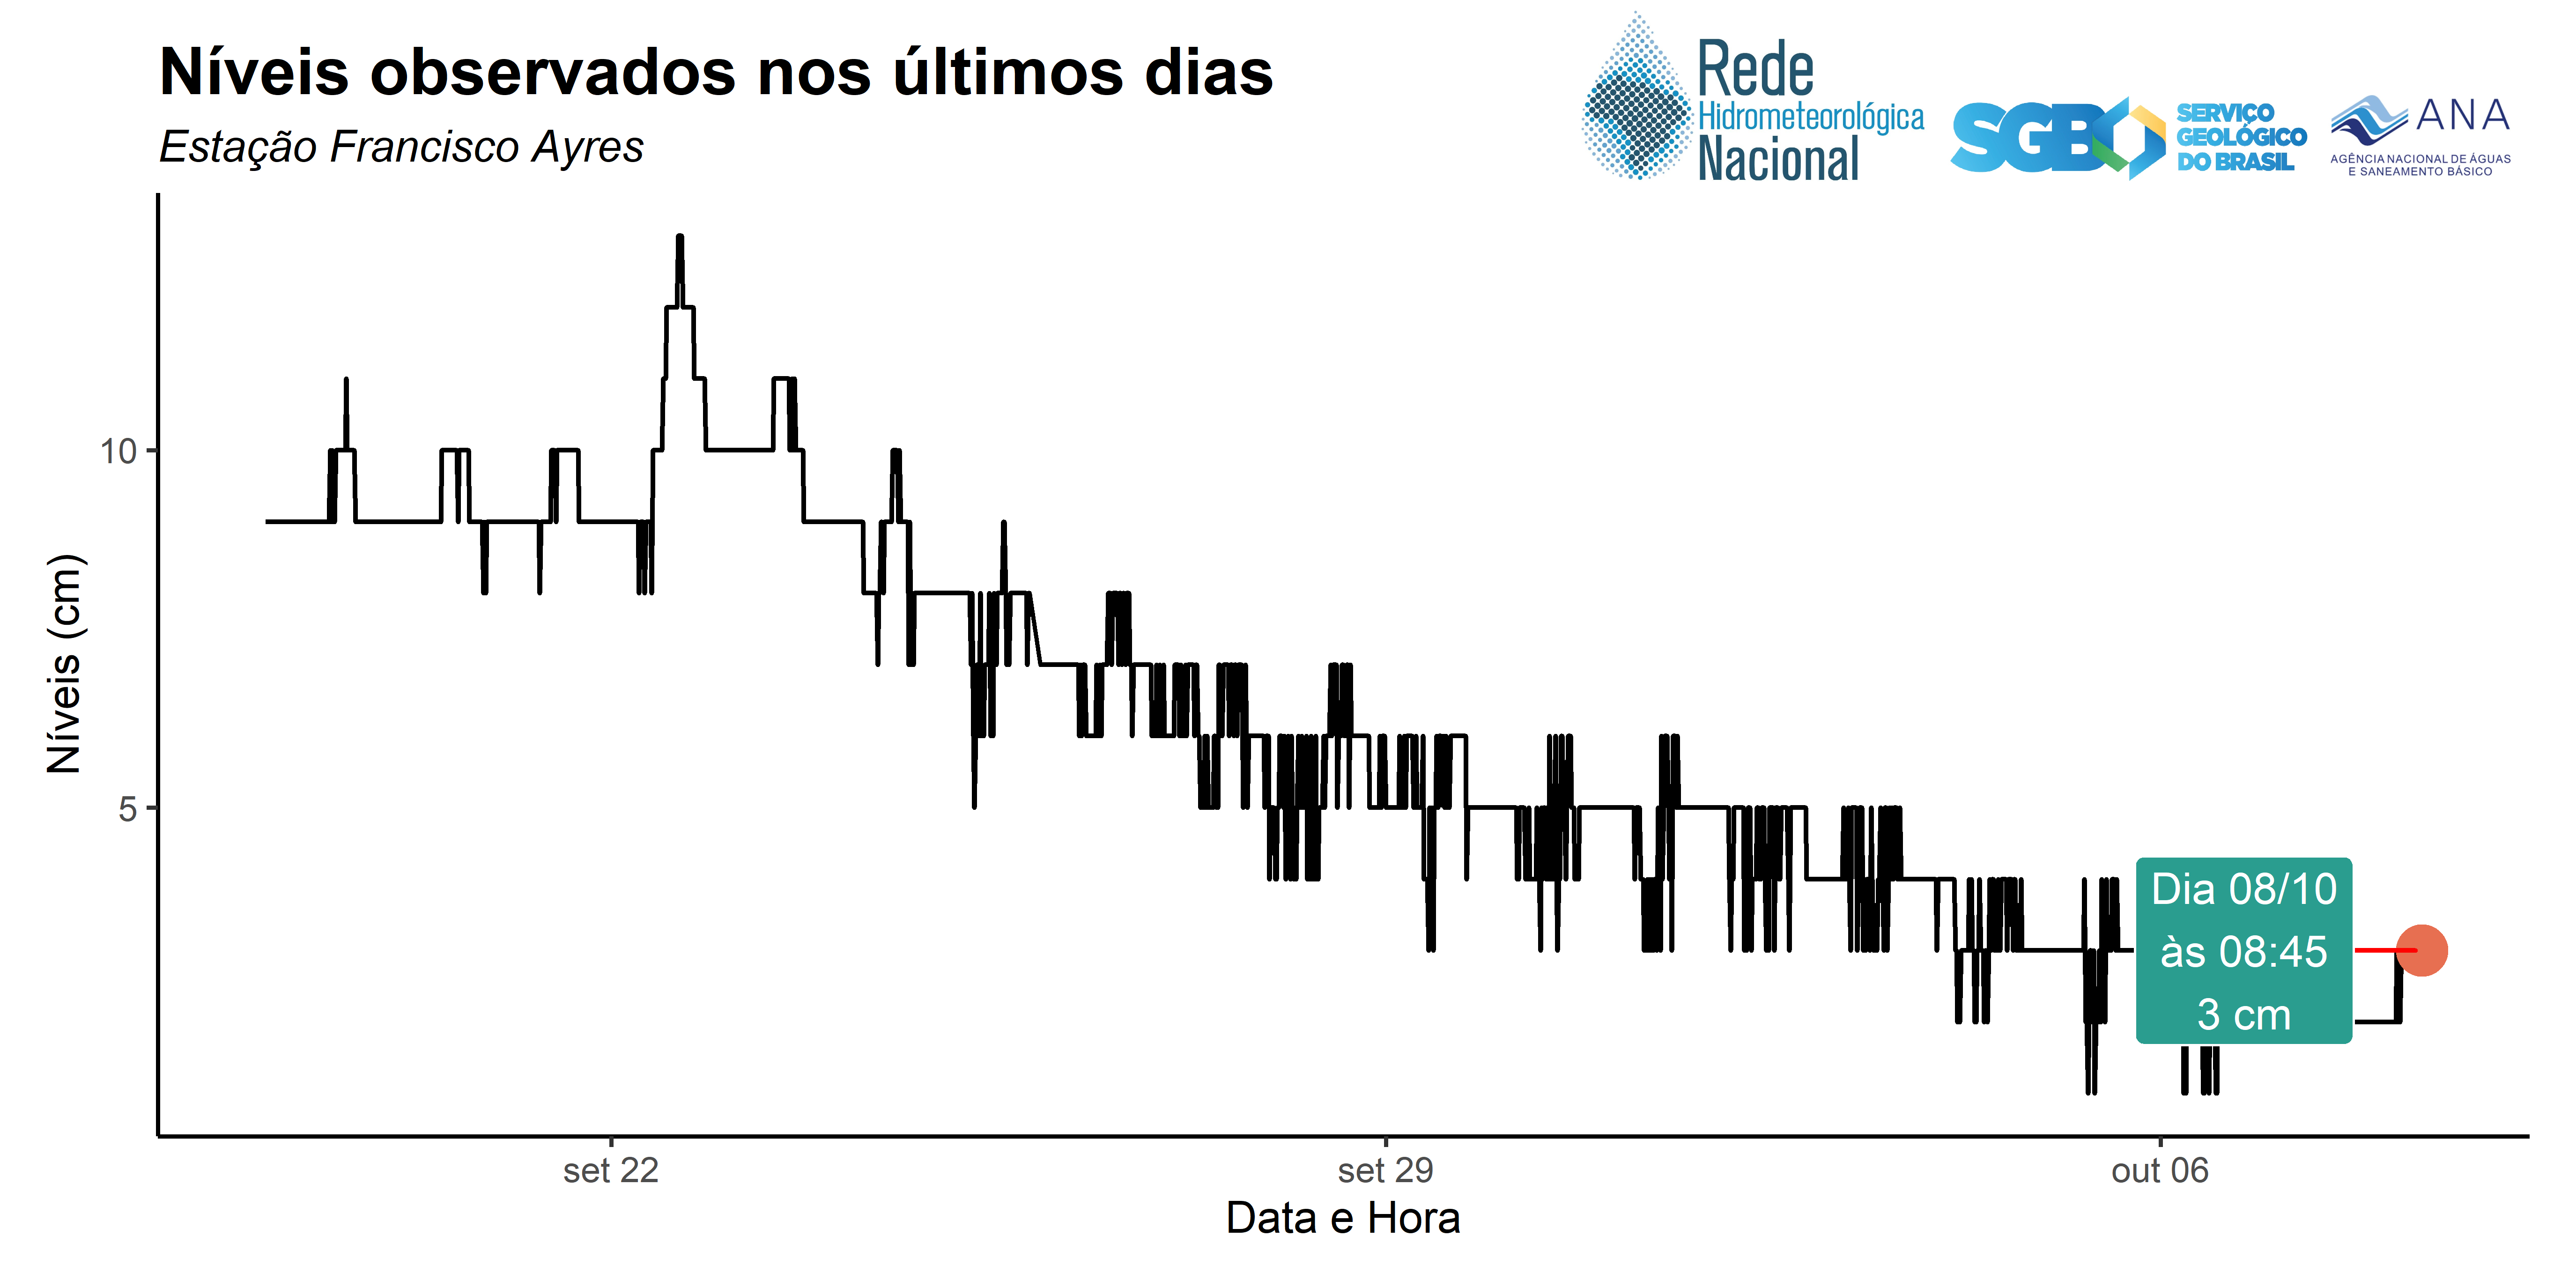 Níveis observados nos últimos dias
Estação Francisco Ayres
Rede
Hidrometeorológica
Nacional
SGB
SERVIÇO
GEOLÓGICO
DO BRASIL
ANA
AGÊNCIA NACIONAL DE ÁGUAS
E SANEAMENTO BÁSICO
Níveis (cm)
10
5
Dia 08/10
às 08:45
3 cm
set 22
set 29
out 06
Data e Hora